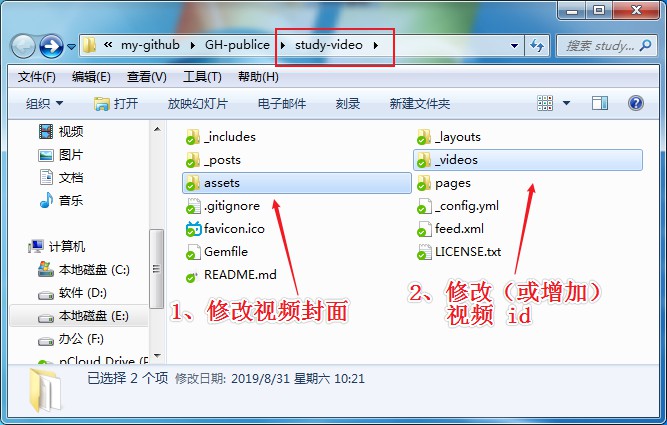 « my-github ▸ GH-publice ▸ study-video ▸
搜索 study...
文件(F) 编辑(E) 查看(V) 工具(T) 帮助(H)
组织 打开 放映幻灯片 电子邮件 刻录 新建文件夹
视频
图片
文档
音乐
计算机
本地磁盘 (C:)
软件 (D:)
本地磁盘 (E:)
办公 (F:)
pCloud Drive (P
_includes
_posts
assets
.gitignore
favicon.ico
Gemfile
README.md
_layouts
_videos
pages
_config.yml
feed.xml
LICENSE.txt
1、修改视频封面
2、修改（或增加）
视频 id
已选择 2 个项 修改日期: 2019/8/31 星期六 10:21